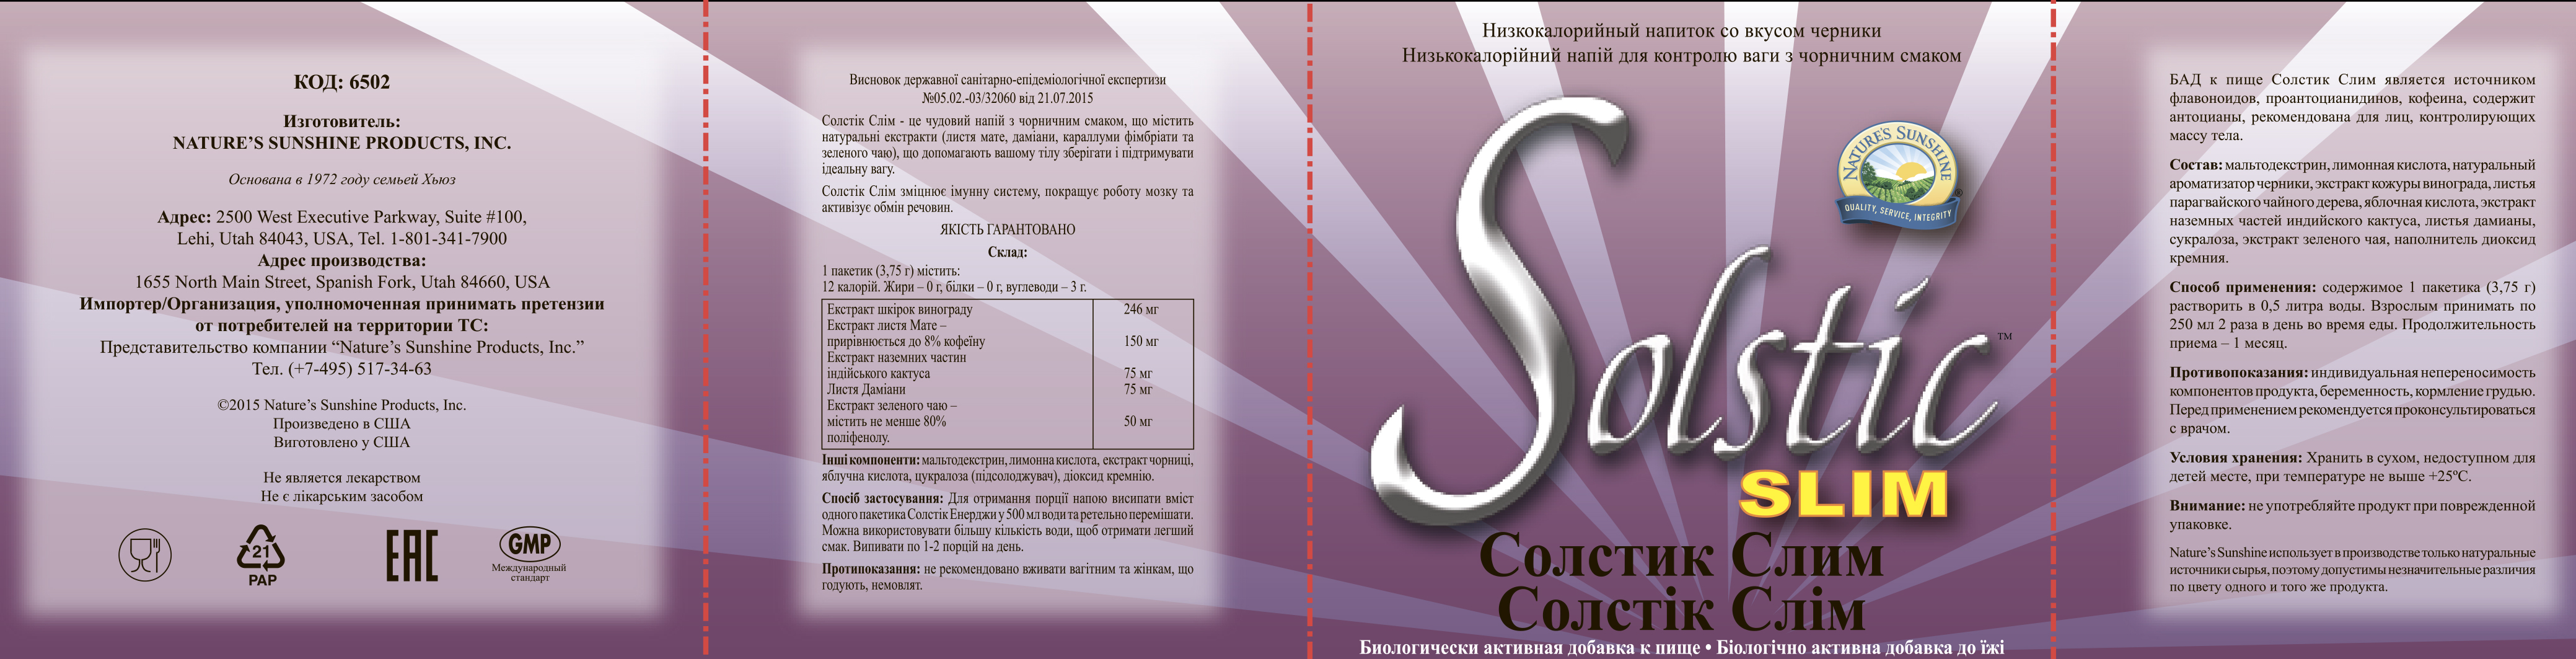 КОД: 6502
Изготовитель:
NATURE’S SUNSHINE PRODUCTS, INC.
Основана в 1972 году семьей Хьюз
Адрес: 2500 West Executive Parkway, Suite #100,
Lehi, Utah 84043, USA, Tel. 1-801-341-7900
Адрес производства:
1655 North Main Street, Spanish Fork, Utah 84660, USA
Импортер/Организация, уполномоченная принимать претензии
от потребителей на территории ТС:
Представительство компании “Nature’s Sunshine Products, Inc.”
Тел. (+7-495) 517-34-63
©2015 Nature’s Sunshine Products, Inc.
Произведено в США
Виготовлено у США
Не является лекарством
Не є лікарським засобом
21
PAP
EAC
GMP
Международный
стандарт
Висновок державної санітарно-епідеміологічної експертизи
№05.02.-03/32060 від 21.07.2015
Солстік Слім - це чудовий напій з чорничним смаком, що містить
натуральні екстракти (листя мате, даміани, караллуми фімбріати та
зеленого чаю), що допомагають вашому тілу зберігати і підтримувати
ідеальну вагу.
Солстік Слім зміцнює імунну систему, покращує роботу мозку та
активізує обмін речовин.
ЯКІСТЬ ГАРАНТОВАНО
Склад:
1 пакетик (3,75 г) містить:
12 калорій. Жири – 0 г, білки – 0 г, вуглеводи – 3 г.
Екстракт шкірок винограду 246 мг
Екстракт листя Мате –
прирівнюється до 8% кофеїну 150 мг
Екстракт наземних частин
індійського кактуса 75 мг
Листя Даміани 75 мг
Екстракт зеленого чаю –
містить не менше 80% 50 мг
поліфенолу.
Інші компоненти: мальтодекстрин, лимонна кислота, екстракт чорниці,
яблучна кислота, цукралоза (підсолоджувач), діоксид кремнію.
Спосіб застосування: Для отримання порції напою висипати вміст
одного пакетика Солстік Енерджи у 500 мл води та ретельно перемішати.
Можна використовувати більшу кількість води, щоб отримати легший
смак. Випивати по 1-2 порцій на день.
Протипоказання: не рекомендовано вживати вагітним та жінкам, що
годують, немовлят.
Низкокалорийный напиток со вкусом черники
Низькокалорійний напій для контролю ваги з чорничним смаком
NATURE’S SUNSHINE
®
QUALITY, SERVICE, INTEGRITY
Solstic
™
SLIM
Солстик Слим
Солстік Слім
Биологически активная добавка к пище • Біологічно активна добавка до їжі
БАД к пище Солстик Слим является источником
флавоноидов, проантоцианидинов, кофеина, содержит
антоцианы, рекомендована для лиц, контролирующих
массу тела.
Состав: мальтодекстрин, лимонная кислота, натуральный
ароматизатор черники, экстракт кожуры винограда, листья
парагвайского чайного дерева, яблочная кислота, экстракт
наземных частей индийского кактуса, листья дамианы,
сукралоза, экстракт зеленого чая, наполнитель диоксид
кремния.
Способ применения: содержимое 1 пакетика (3,75 г)
растворить в 0,5 литра воды. Взрослым принимать по
250 мл 2 раза в день во время еды. Продолжительность
приема – 1 месяц.
Противопоказания: индивидуальная непереносимость
компонентов продукта, беременность, кормление грудью.
Перед применением рекомендуется проконсультироваться
с врачом.
Условия хранения: Хранить в сухом, недоступном для
детей месте, при температуре не выше +25ºС.
Внимание: не употребляйте продукт при поврежденной
упаковке.
Nature’s Sunshine использует в производстве только натуральные
источники сырья, поэтому допустимы незначительные различия
по цвету одного и того же продукта.